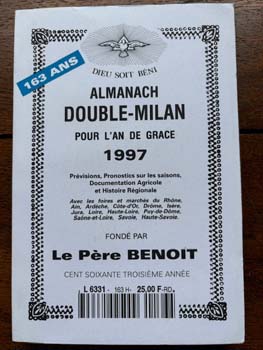 DIEU SOIT BÉNI
163 ANS
ALMANACH
DOUBLE-MILAN
POUR L'AN DE GRACE
1997
Prévisions, Pronostics sur les saisons,
Documentation Agricole
et Histoire Régionale
Avec les foires et marchés du Rhône,
Ain, Ardèche, Côte-d'Or, Drôme, Isère,
Jura, Loire, Haute-Loire, Puy-de-Dôme,
Saône-et-Loire, Savoie, Haute-Savoie.
FONDÉ PAR
Le Père BENOIT
CENT SOIXANTE TROISIÈME ANNÉE
L 6331 - 163 H - 25,00 F-RD